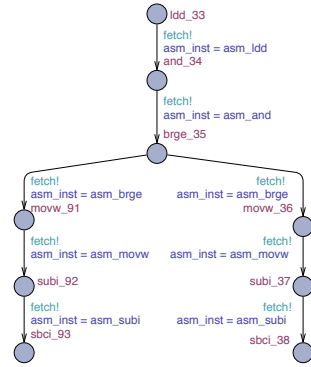 ldd_33
fetch!
asm_inst = asm_ldd
and_34
fetch!
asm_inst = asm_and
brge_35
fetch!
asm_inst = asm_brge
movw_91
fetch!
asm_inst = asm_brge
movw_36
fetch!
asm_inst = asm_movw
subi_92
fetch!
asm_inst = asm_movw
subi_37
fetch!
asm_inst = asm_subi
sbci_93
fetch!
asm_inst = asm_subi
sbci_38